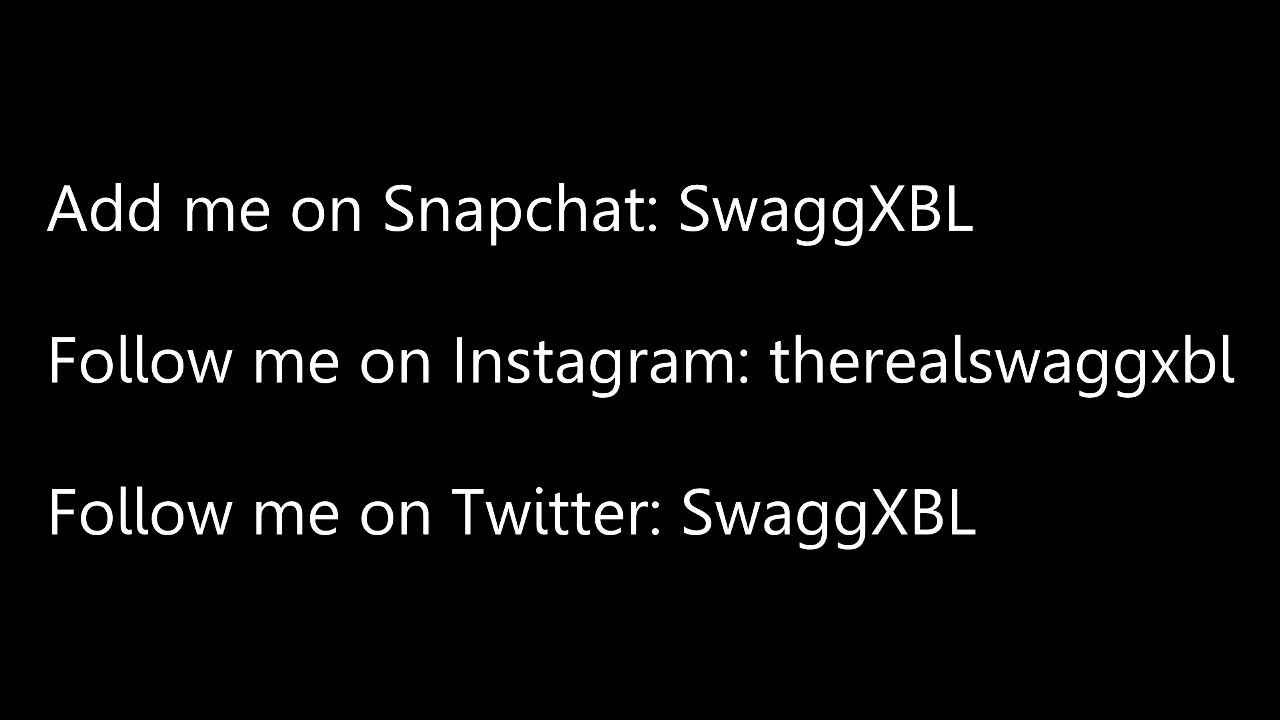 Add me on Snapchat: SwaggXBL
Follow me on Instagram: therealswaggxbl
Follow me on Twitter: SwaggXBL